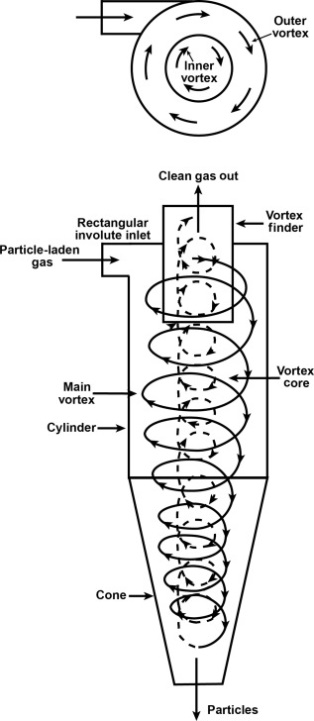 Outer
vortex
Inner
vortex
Clean gas out
Rectangular
involute inlet
Vortex
finder
Particle-laden
gas
Vortex
core
Main
vortex
Cylinder
Cone
Particles